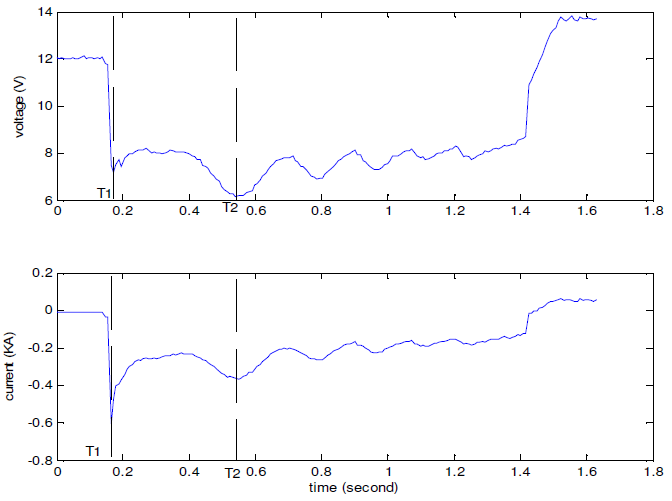 14
12
10
8
6
voltage (V)
T1
T2
0 0.2 0.4 0.6 0.8 1 1.2 1.4 1.6 1.8
0.2
0
-0.2
-0.4
-0.6
-0.8
current (KA)
T1
T2
0 0.2 0.4 0.6 0.8 1 1.2 1.4 1.6 1.8
time (second)